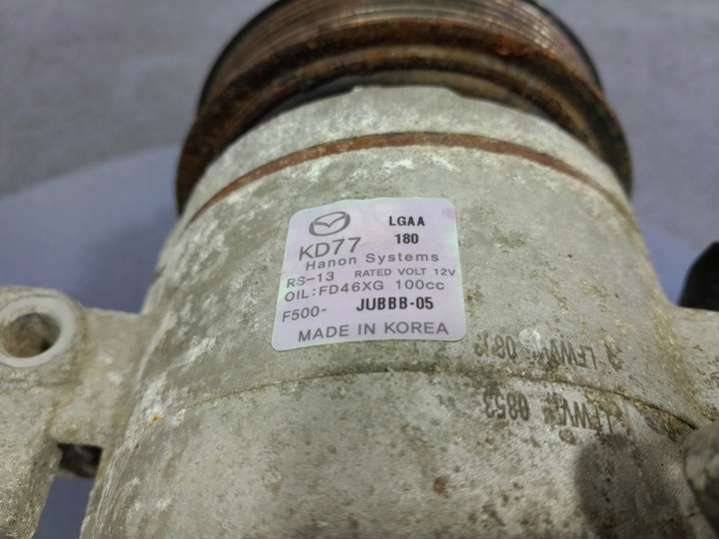 LGAA
KD77 180
Hanon Systems
RS-13 RATED VOLT 12V
OIL:FD46XG 100cc
F500- JUBBB-05
MADE IN KOREA
0853